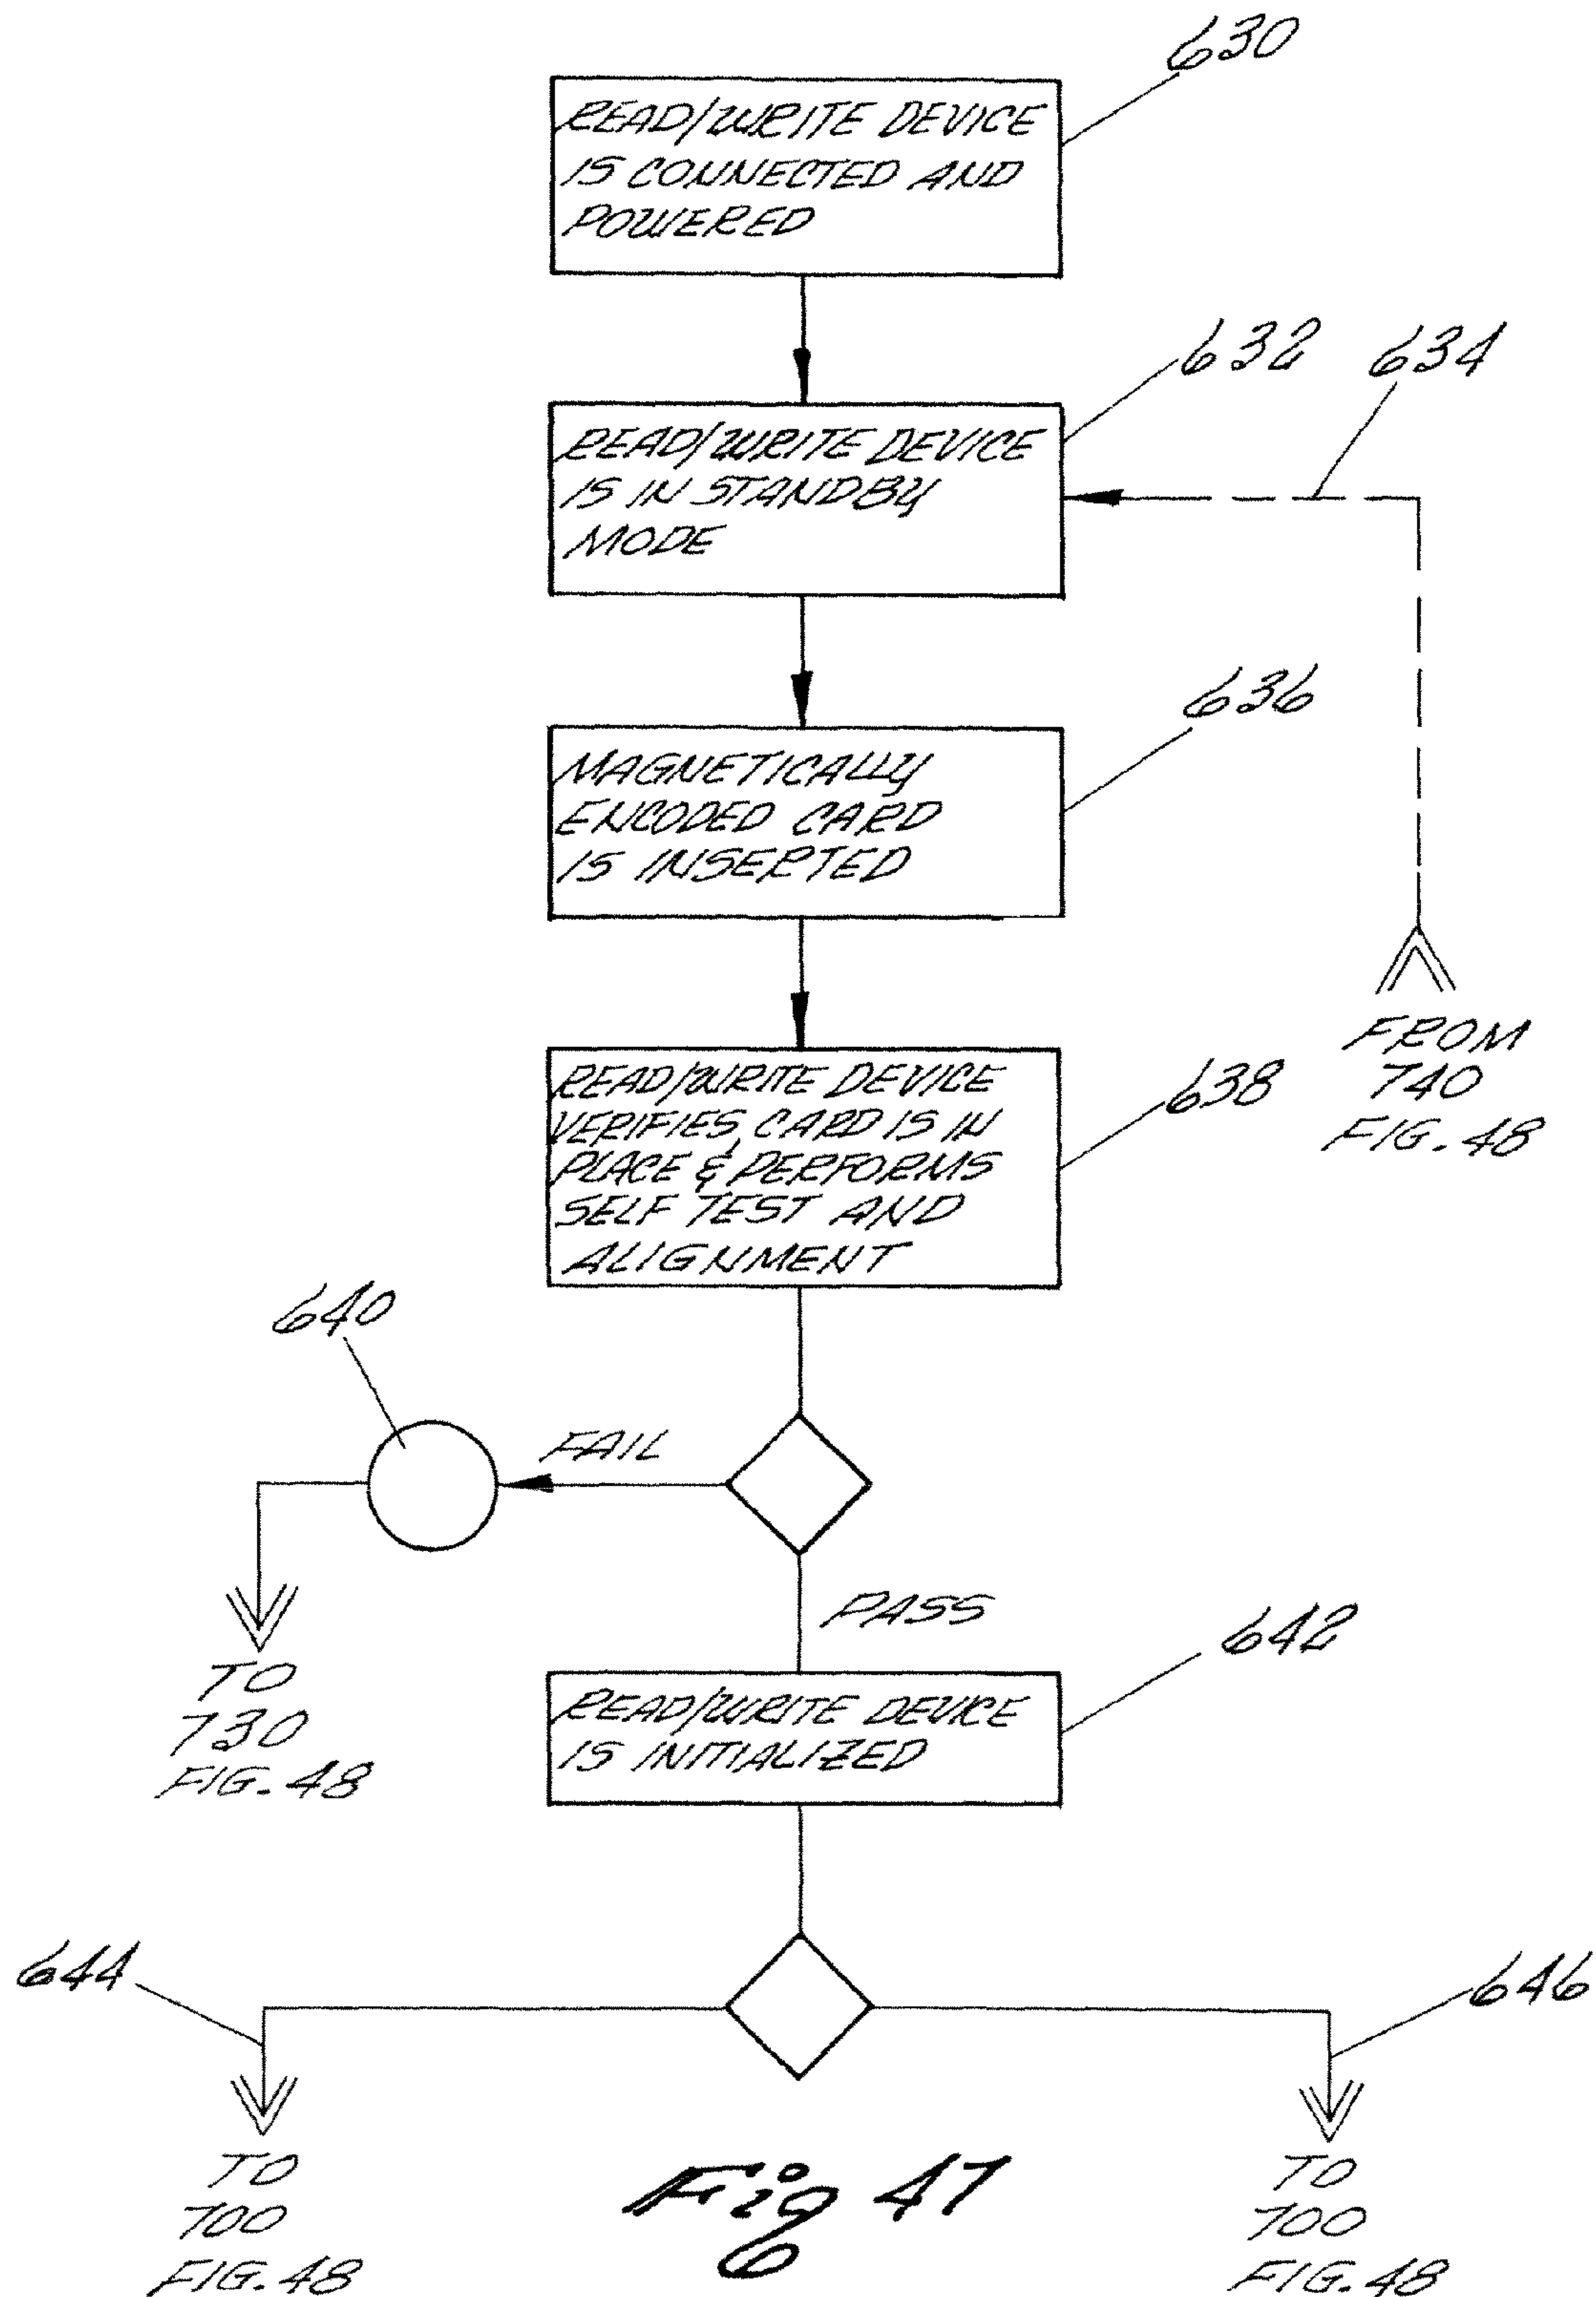 630
READ/WRITE DEVICE
IS CONNECTED AND
POWERED
632
634
READ/WRITE DEVICE
IS IN STANDBY
MODE
636
MAGNETICALLY
ENCODED CARD
IS INSERTED
FROM
740
FIG. 48
638
READ/WRITE DEVICE
VERIFIES CARD IS IN
PLACE & PERFORMS
SELF TEST AND
ALIGNMENT
640
FAIL
TO
730
FIG. 48
PASS
642
READ/WRITE DEVICE
IS INITIALIZED
644
646
TO
700
FIG. 48
TO
700
FIG. 48
Fig 47